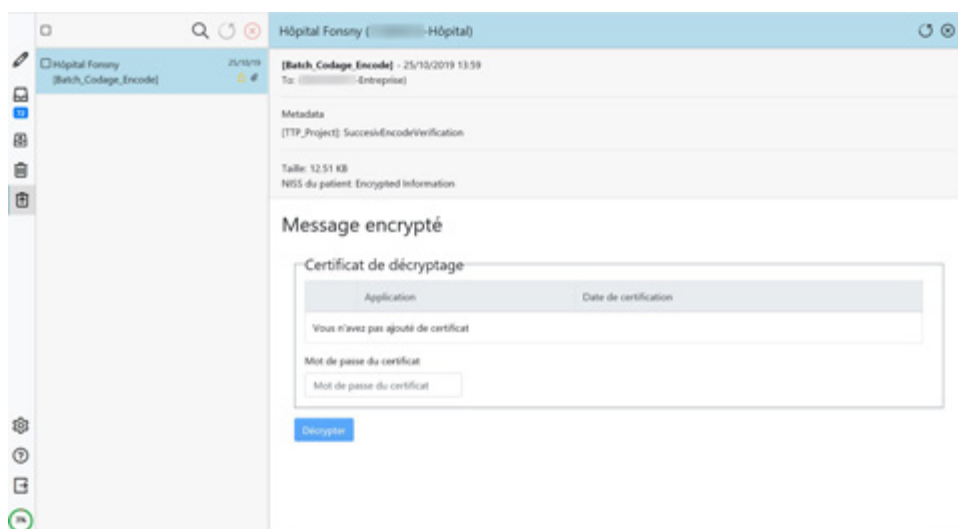 Hôpital Fonsny
25/10/19
[Batch_Codage_Encode]
72
Hôpital Fonsny ( -Hôpital)
[Batch_Codage_Encode] - 25/10/2019 13:59
To: -Entreprise)
Metadata
[TTP_Project]: SuccesivEncodeVerification
Taille: 12.51 KB
NISS du patient: Encrypted Information
Message encrypté
Certificat de décryptage
Application Date de certification
Vous n'avez pas ajouté de certificat
Mot de passe du certificat
Mot de passe du certificat
Décrypter